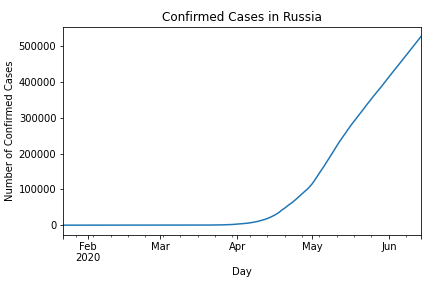 Confirmed Cases in Russia
500000
400000
300000
200000
100000
0
Number of Confirmed Cases
Feb
2020
Mar
Apr
May
Jun
Day